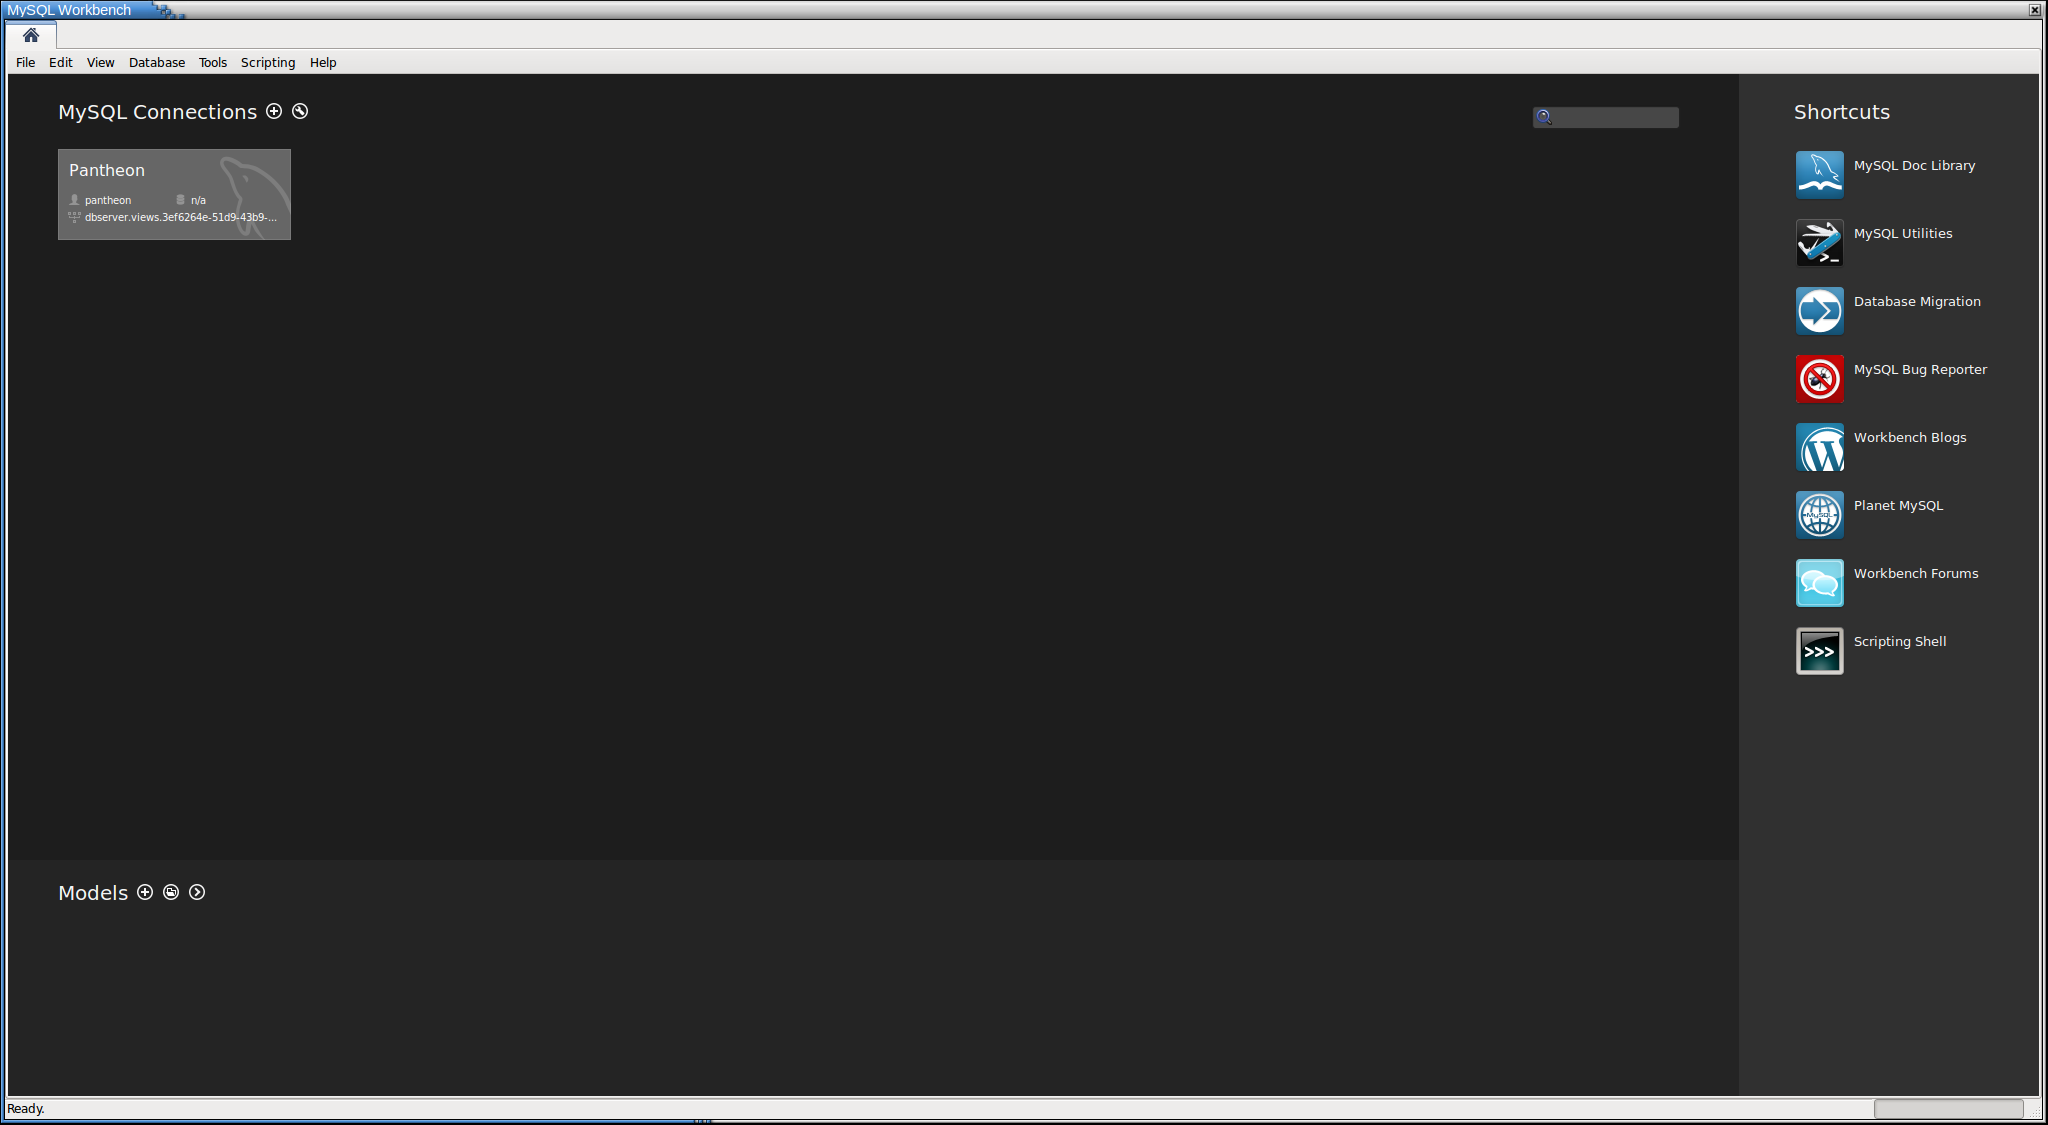 MySQL Workbench
File Edit View Database Tools Scripting Help
MySQL Connections
Pantheon
pantheon n/a
dbserver.views.3ef6264e-51d9-43b9-...
Shortcuts
MySQL Doc Library
MySQL Utilities
>_
Database Migration
MySQL Bug Reporter
Workbench Blogs
W
Planet MySQL
MySQL
Workbench Forums
Scripting Shell
>>>
Models
Ready.